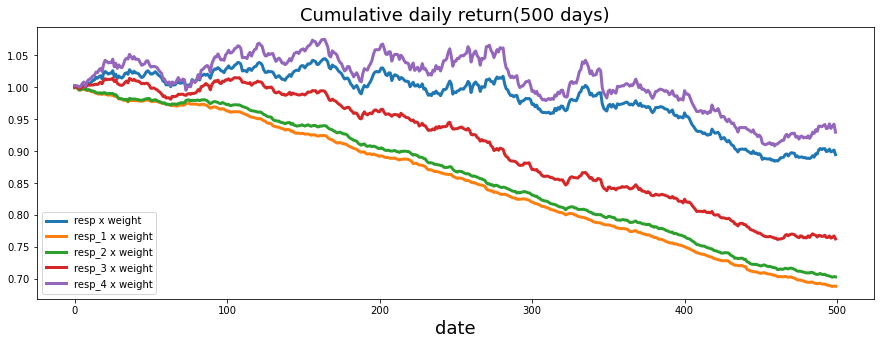 Cumulative daily return(500 days)
1.05
1.00
0.95
0.90
0.85
0.80
0.75
0.70
resp x weight
resp_1 x weight
resp_2 x weight
resp_3 x weight
resp_4 x weight
0 100 200 300 400 500
date